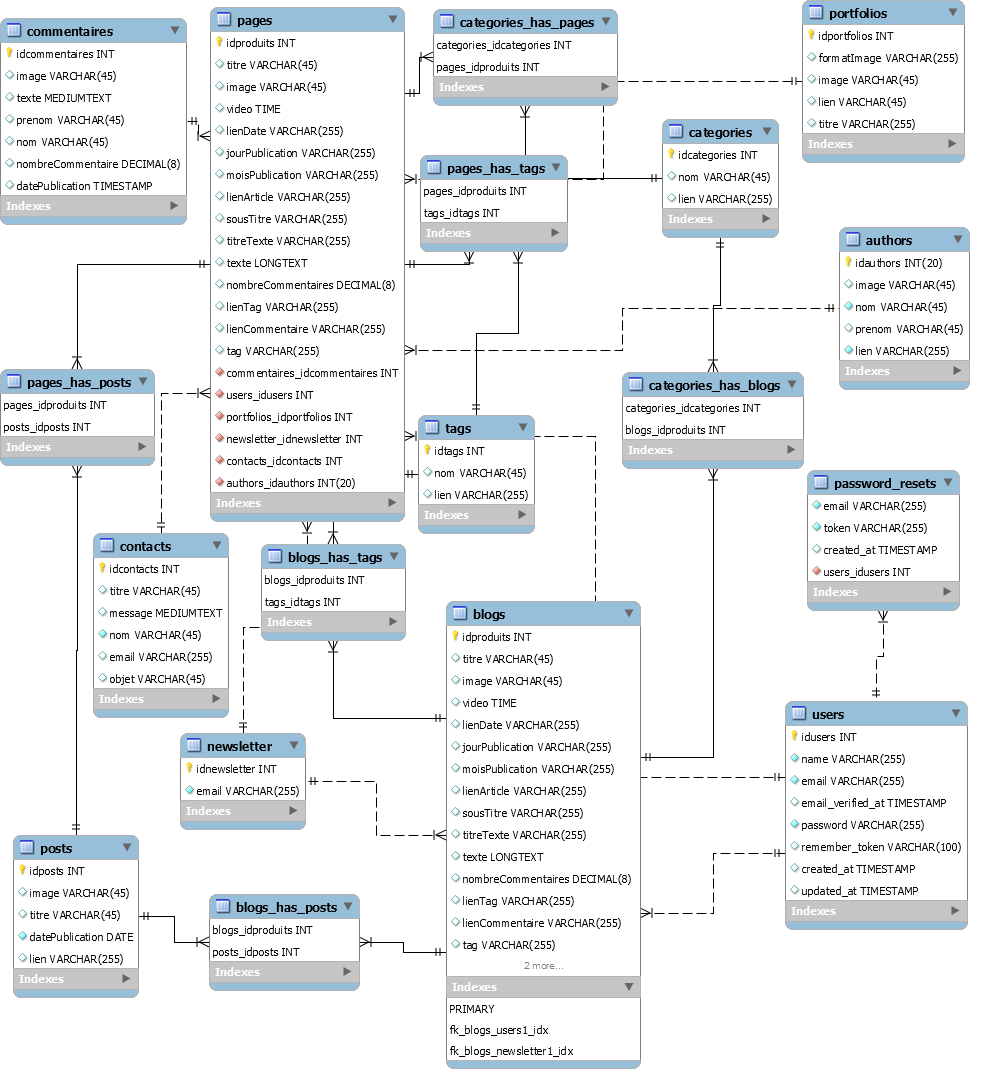 commentaires
idcommentaires INT
image VARCHAR(45)
texte MEDIUMTEXT
prenom VARCHAR(45)
nom VARCHAR(45)
nombreCommentaire DECIMAL(8)
datePublication TIMESTAMP
Indexes
pages
idproduits INT
titre VARCHAR(45)
image VARCHAR(45)
video TIME
lienDate VARCHAR(255)
jourPublication VARCHAR(255)
moisPublication VARCHAR(255)
lienArticle VARCHAR(255)
sousTitre VARCHAR(255)
titreTexte VARCHAR(255)
texte LONGTEXT
nombreCommentaires DECIMAL(8)
lienTag VARCHAR(255)
lienCommentaire VARCHAR(255)
tag VARCHAR(255)
commentaires_idcommentaires INT
users_idusers INT
portfolios_idportfolios INT
newsletter_idnewsletter INT
contacts_idcontacts INT
authors_idauthors INT(20)
Indexes
categories_has_pages
categories_idcategories INT
pages_idproduits INT
Indexes
portfolios
idportfolios INT
formatImage VARCHAR(255)
image VARCHAR(45)
lien VARCHAR(45)
titre VARCHAR(255)
Indexes
pages_has_tags
pages_idproduits INT
tags_idtags INT
Indexes
categories
idcategories INT
nom VARCHAR(45)
lien VARCHAR(255)
Indexes
authors
idauthors INT(20)
image VARCHAR(45)
nom VARCHAR(45)
prenom VARCHAR(45)
lien VARCHAR(255)
Indexes
pages_has_posts
pages_idproduits INT
posts_idposts INT
Indexes
categories_has_blogs
categories_idcategories INT
blogs_idproduits INT
Indexes
tags
idtags INT
nom VARCHAR(45)
lien VARCHAR(255)
Indexes
password_resets
email VARCHAR(255)
token VARCHAR(255)
created_at TIMESTAMP
users_idusers INT
Indexes
contacts
idcontacts INT
titre VARCHAR(45)
message MEDIUMTEXT
nom VARCHAR(45)
email VARCHAR(255)
objet VARCHAR(45)
Indexes
blogs_has_tags
blogs_idproduits INT
tags_idtags INT
Indexes
blogs
idproduits INT
titre VARCHAR(45)
image VARCHAR(45)
video TIME
lienDate VARCHAR(255)
jourPublication VARCHAR(255)
moisPublication VARCHAR(255)
lienArticle VARCHAR(255)
sousTitre VARCHAR(255)
titreTexte VARCHAR(255)
texte LONGTEXT
nombreCommentaires DECIMAL(8)
lienTag VARCHAR(255)
lienCommentaire VARCHAR(255)
tag VARCHAR(255)
2 more...
Indexes
PRIMARY
fk_blogs_users1_idx
fk_blogs_newsletter1_idx
users
idusers INT
name VARCHAR(255)
email VARCHAR(255)
email_verified_at TIMESTAMP
password VARCHAR(255)
remember_token VARCHAR(100)
created_at TIMESTAMP
updated_at TIMESTAMP
Indexes
newsletter
idnewsletter INT
email VARCHAR(255)
Indexes
posts
idposts INT
image VARCHAR(45)
titre VARCHAR(45)
datePublication DATE
lien VARCHAR(255)
Indexes
blogs_has_posts
blogs_idproduits INT
posts_idposts INT
Indexes